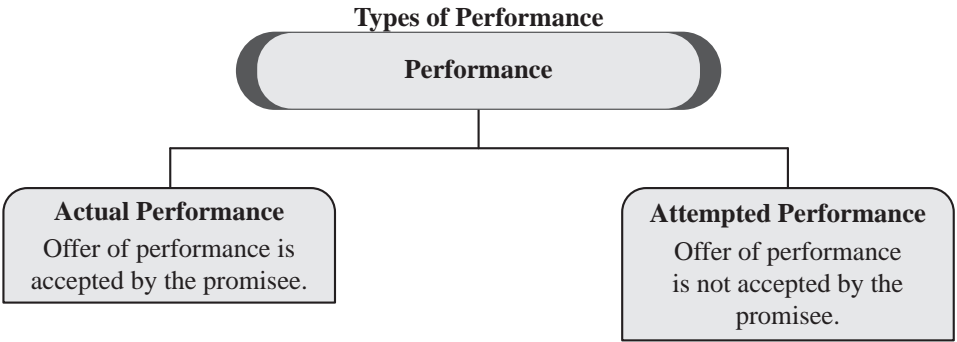 Types of Performance
Performance
Actual Performance
Offer of performance is
accepted by the promisee.
Attempted Performance
Offer of performance
is not accepted by the
promisee.